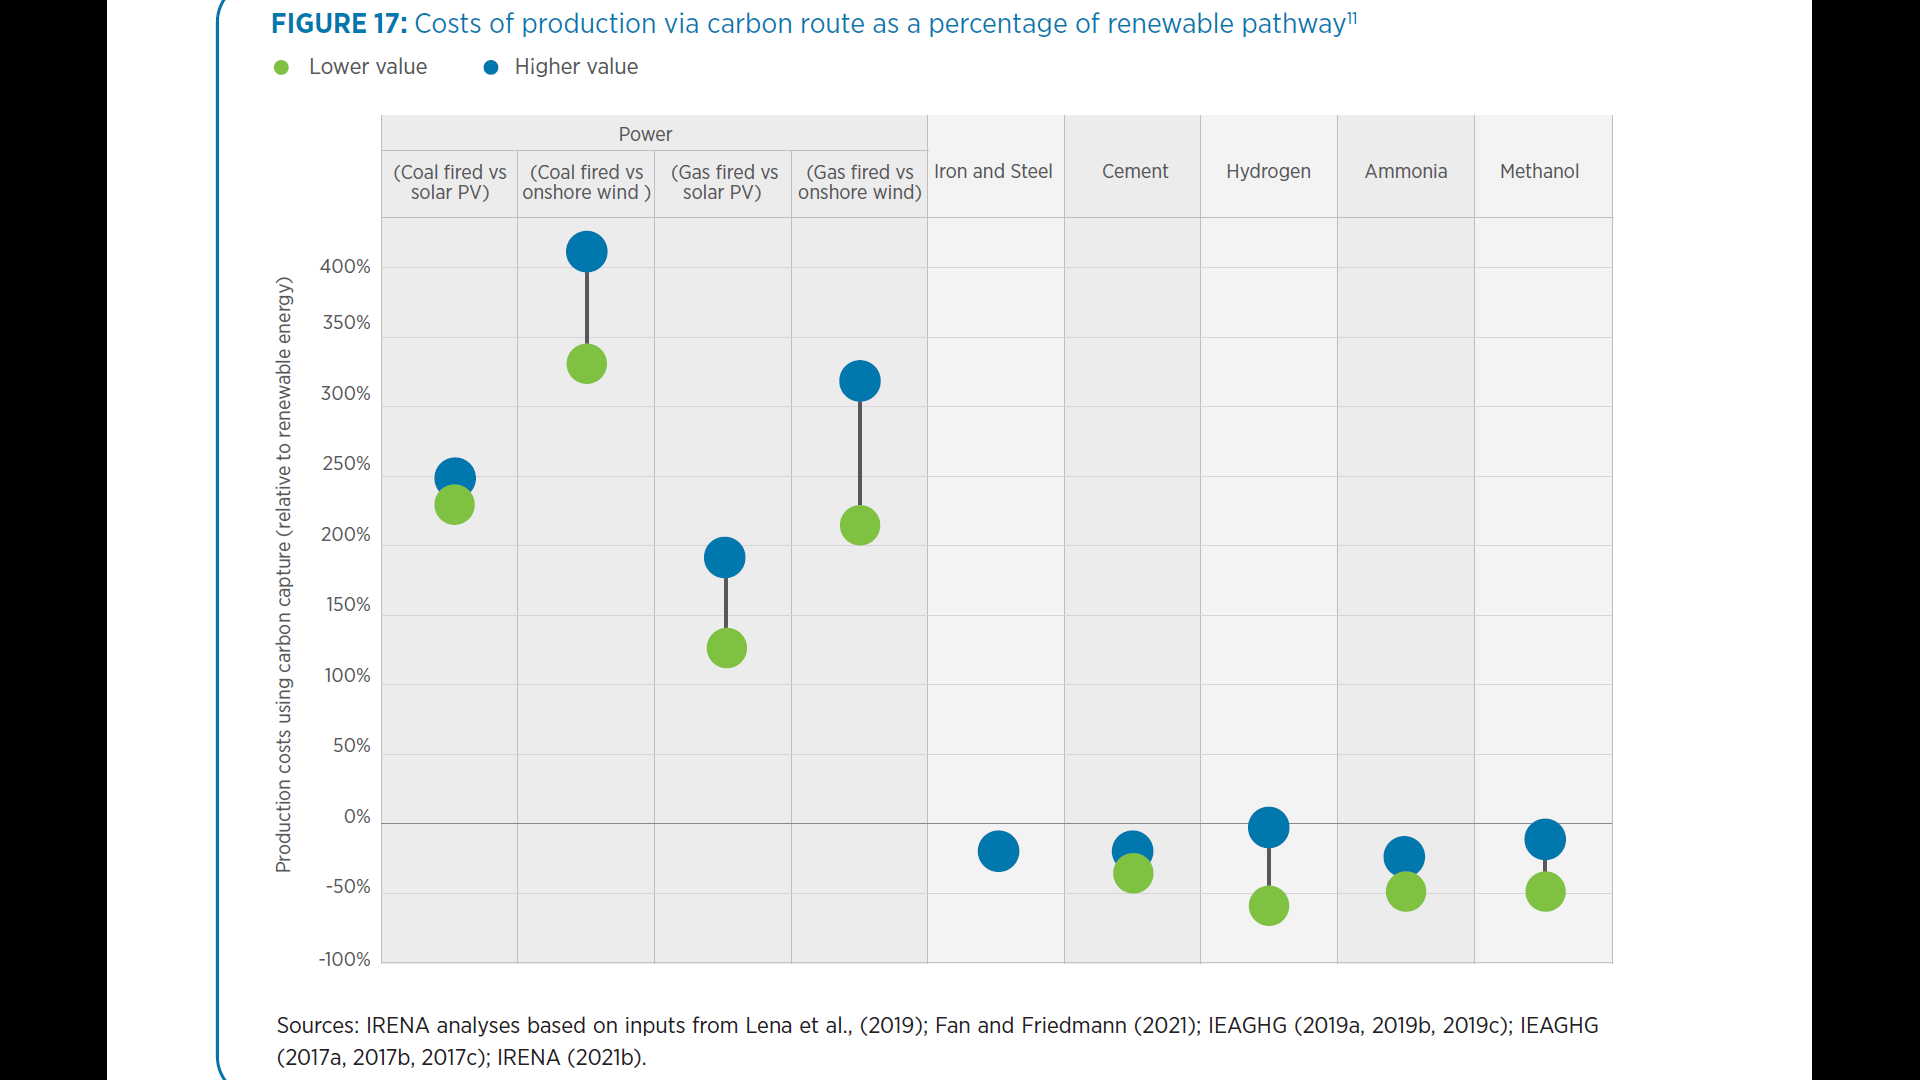 FIGURE 17: Costs of production via carbon route as a percentage of renewable pathway11
Lower value
Higher value
Power
(Coal fired vs
solar PV)
(Coal fired vs
onshore wind )
(Gas fired vs
solar PV)
(Gas fired vs
onshore wind)
Iron and Steel
Cement
Hydrogen
Ammonia
Methanol
Production costs using carbon capture (relative to renewable energy)
400%
350%
300%
250%
200%
150%
100%
50%
0%
-50%
-100%
Sources: IRENA analyses based on inputs from Lena et al., (2019); Fan and Friedmann (2021); IEAGHG (2019a, 2019b, 2019c); IEAGHG
(2017a, 2017b, 2017c); IRENA (2021b).